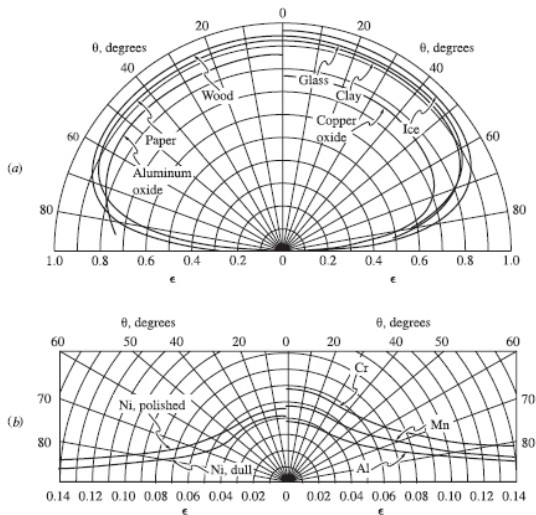 0
20
20
θ, degrees
θ, degrees
40
40
Glass
Wood
Clay
Copper
oxide
Ice
Paper
60
60
(a)
Aluminum
oxide
80
80
1.0 0.8 0.6 0.4 0.2 0 0.2 0.4 0.6 0.8 1.0
ϵ ϵ
θ, degrees θ, degrees
60 50 40 20 0 20 40 50 60
Cr
70 70
Ni, polished
(b)
Mn
80 80
Ni, dull
Al
0.14 0.12 0.10 0.08 0.06 0.04 0.02 0 0.02 0.04 0.06 0.08 0.10 0.12 0.14
ϵ ϵ